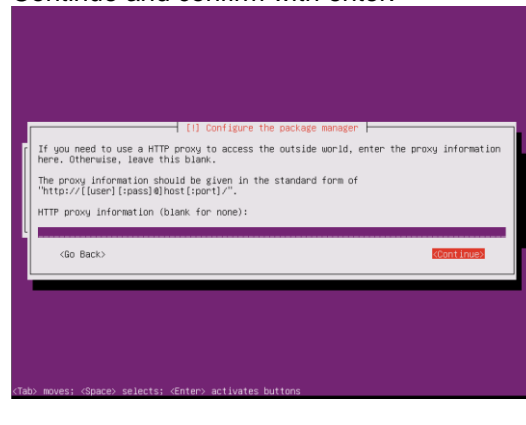 Continue and confirm with enter.
[!] Configure the package manager
If you need to use a HTTP proxy to access the outside world, enter the proxy information
here. Otherwise, leave this blank.
The proxy information should be given in the standard form of
"http://[[user][:pass]@]host[:port]/".
HTTP proxy information (blank for none):
<Go Back>
<Continue>
<Tab> moves; <Space> selects; <Enter> activates buttons